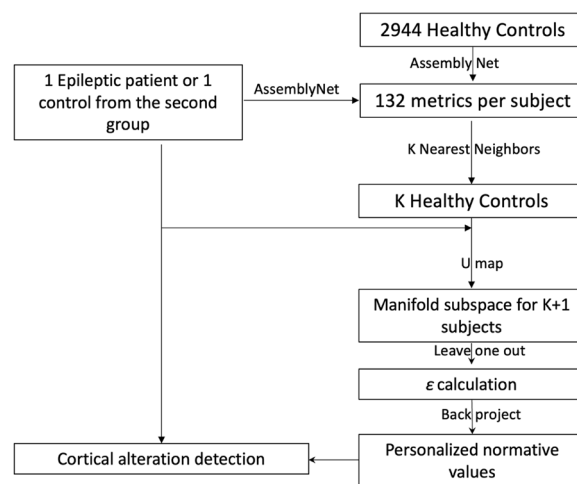 2944 Healthy Controls
Assembly Net
1 Epileptic patient or 1
control from the second
group
AssemblyNet
132 metrics per subject
K Nearest Neighbors
K Healthy Controls
U map
Manifold subspace for K+1
subjects
Leave one out
ε calculation
Back project
Personalized normative
values
Cortical alteration detection